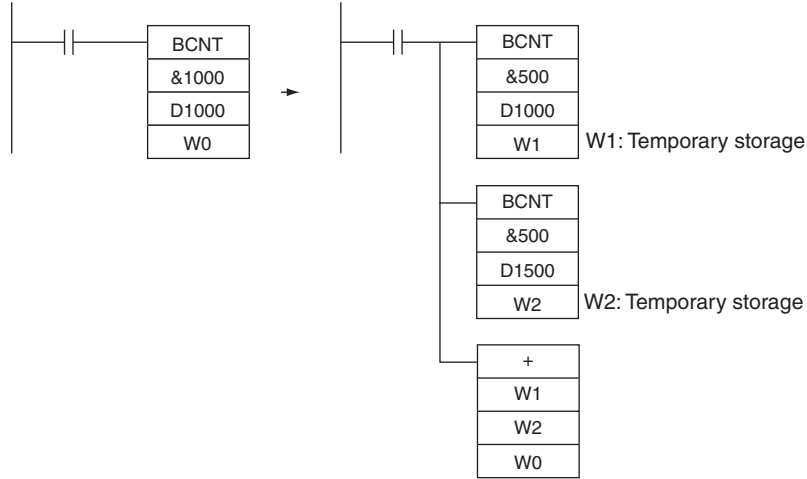 BCNT
&1000
D1000
W0
BCNT
&500
D1000
W1
W1: Temporary storage
BCNT
&500
D1500
W2
W2: Temporary storage
+
W1
W2
W0